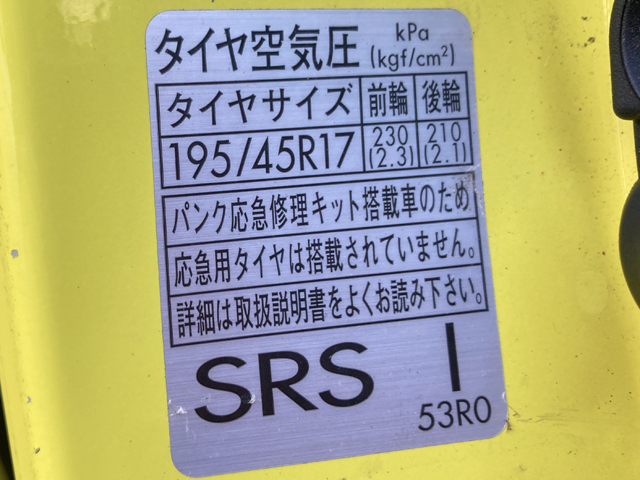 タイヤ空気圧 kPa (kgf/cm²)
タイヤサイズ 前輪 後輪
195/45R17 230 (2.3) 210 (2.1)
パンク応急修理キット搭載車のため
応急用タイヤは搭載されていません。
詳細は取扱説明書をよくお読み下さい。
SRS I
53R0